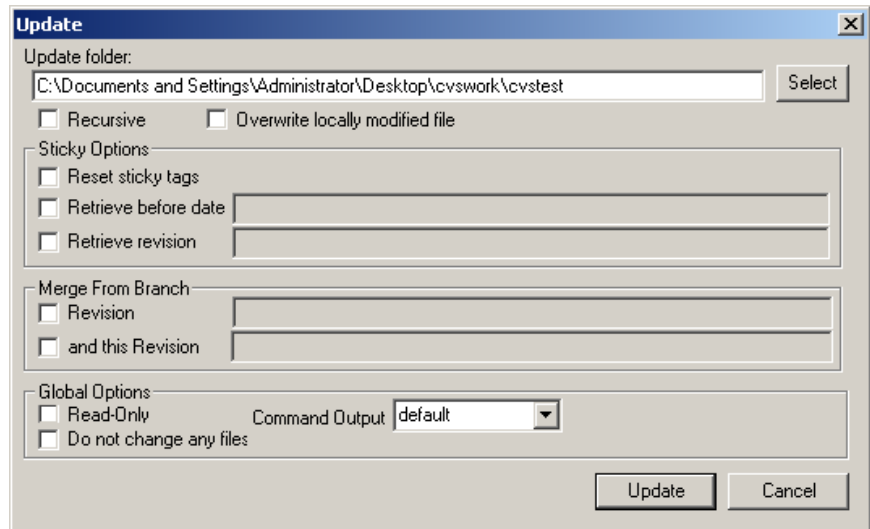 Update
Update folder:
C:\Documents and Settings\Administrator\Desktop\cvswork\cvstest
Select
Recursive
Overwrite locally modified file
Sticky Options
Reset sticky tags
Retrieve before date
Retrieve revision
Merge From Branch
Revision
and this Revision
Global Options
Read-Only
Command Output default
Do not change any files
Update
Cancel